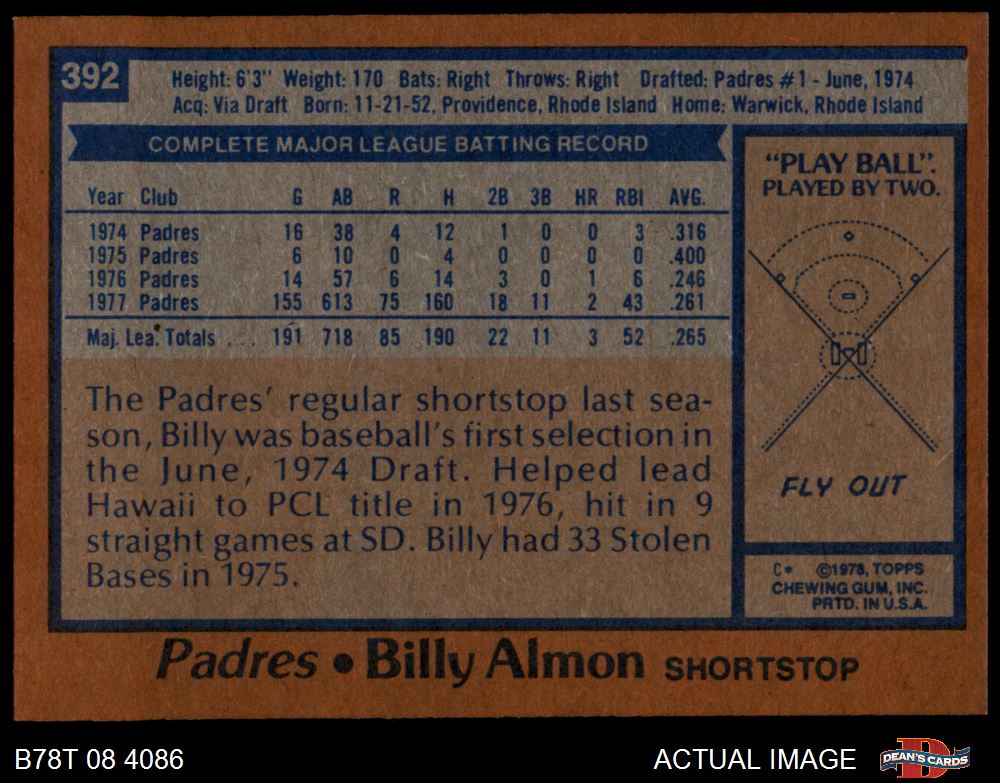 392
Height: 6'3" Weight: 170 Bats: Right Throws: Right Drafted: Padres #1 - June, 1974
Acq: Via Draft Born: 11-21-52, Providence, Rhode Island Home: Warwick, Rhode Island
COMPLETE MAJOR LEAGUE BATTING RECORD
Year Club G AB R H 2B 3B HR RBI AVG.
1974 Padres 16 38 4 12 1 0 0 3 .316
1975 Padres 6 10 0 4 0 0 0 0 .400
1976 Padres 14 57 6 14 3 0 1 6 .246
1977 Padres 155 613 75 160 18 11 2 43 .261
Maj. Lea. Totals ... 191 718 85 190 22 11 3 52 .265
The Padres' regular shortstop last sea-
son, Billy was baseball's first selection in
the June, 1974 Draft. Helped lead
Hawaii to PCL title in 1976, hit in 9
straight games at SD. Billy had 33 Stolen
Bases in 1975.
"PLAY BALL".
PLAYED BY TWO.
FLY OUT
C* ©1978, TOPPS
CHEWING GUM, INC.
PRTD. IN U.S.A.
Padres • Billy Almon SHORTSTOP
B78T 08 4086
ACTUAL IMAGE
DEAN'S CARDS